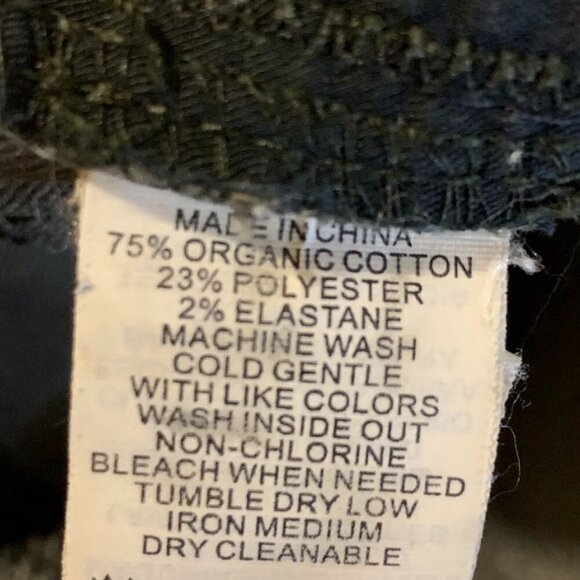 MADE IN CHINA
75% ORGANIC COTTON
23% POLYESTER
2% ELASTANE
MACHINE WASH
COLD GENTLE
WITH LIKE COLORS
WASH INSIDE OUT
NON-CHLORINE
BLEACH WHEN NEEDED
TUMBLE DRY LOW
IRON MEDIUM
DRY CLEANABLE